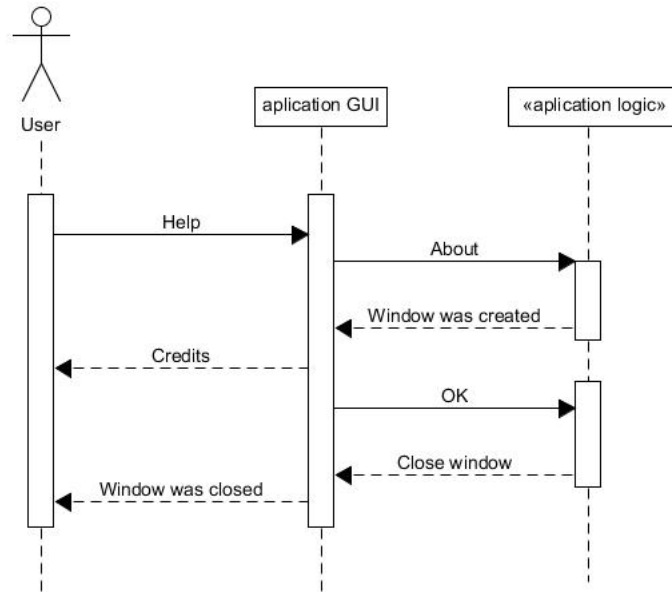 User
aplication GUI
«aplication logic»
Help
About
Window was created
Credits
OK
Close window
Window was closed